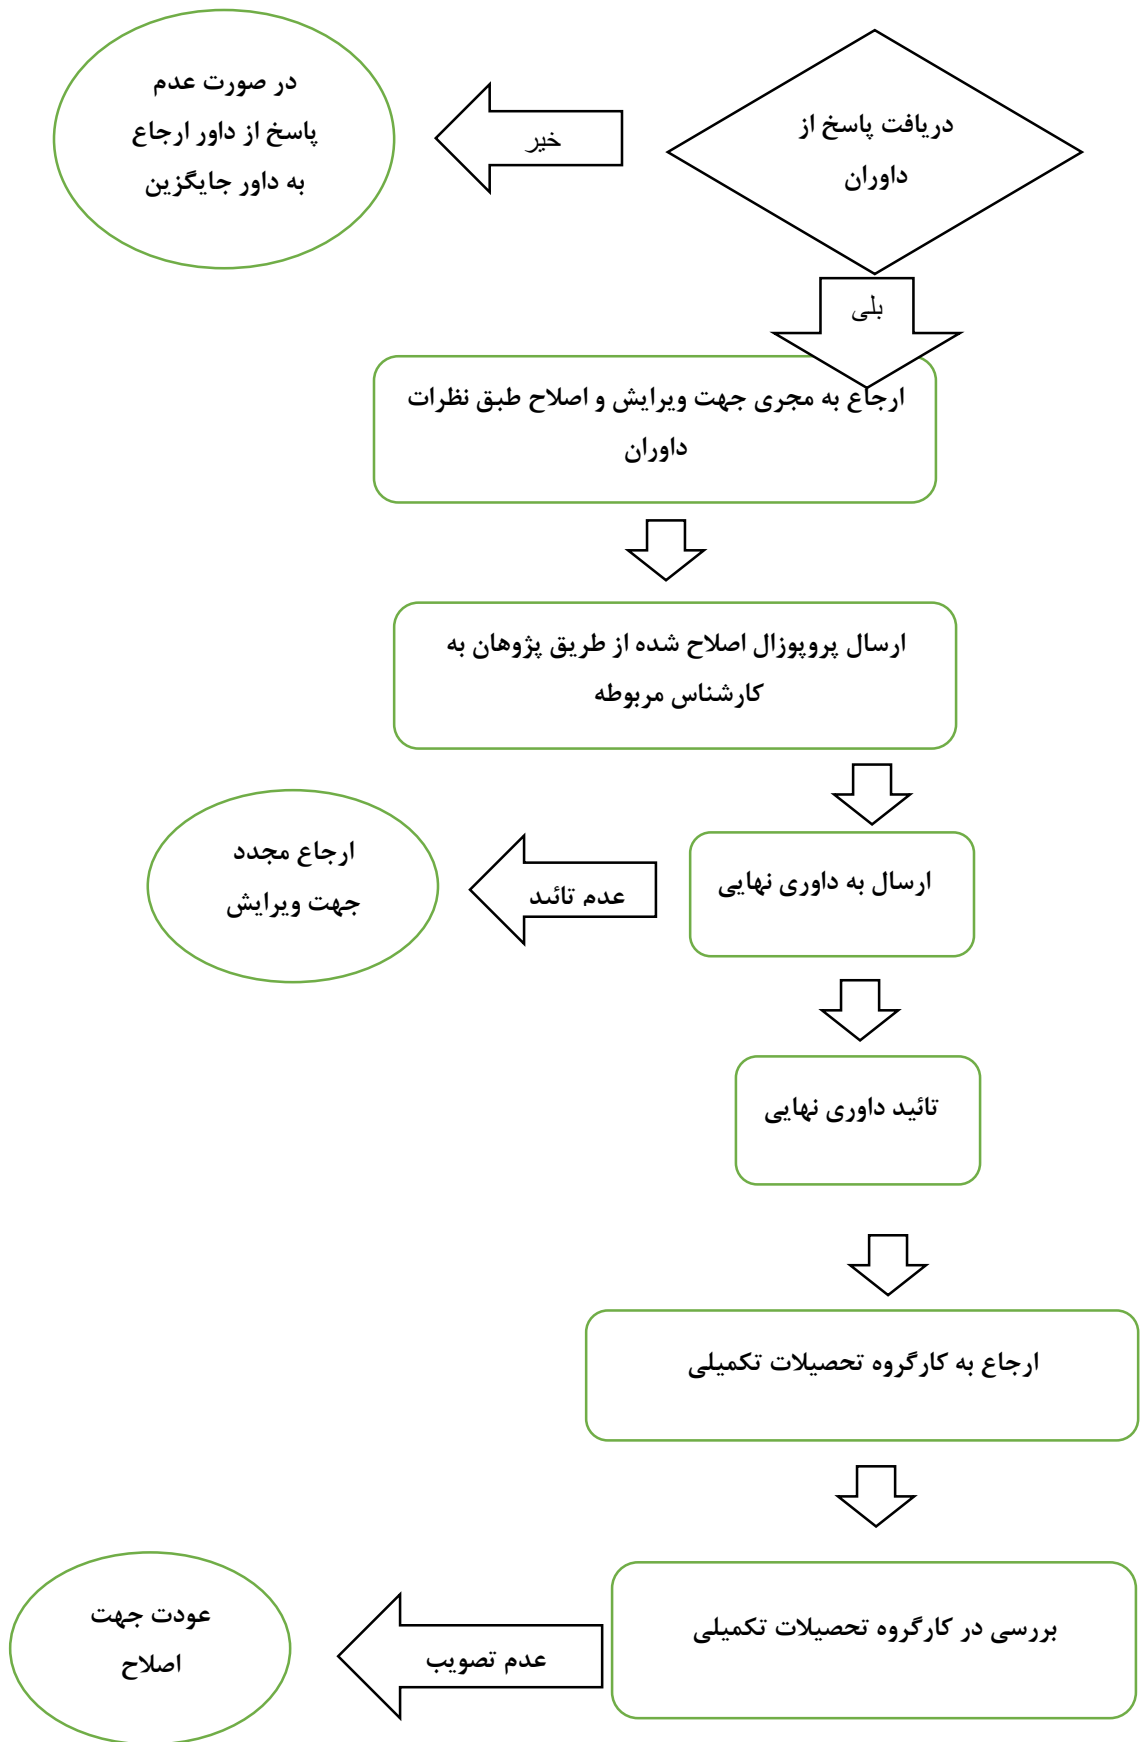 دریافت پاسخ از
داوران
خیر
در صورت عدم
پاسخ از داور ارجاع
به داور جایگزین
بلی
ارجاع به مجری جهت ویرایش و اصلاح طبق نظرات
داوران
ارسال پروپوزال اصلاح شده از طریق پژوهان به
کارشناس مربوطه
ارسال به داوری نهایی
عدم تائید
ارجاع مجدد
جهت ویرایش
تائید داوری نهایی
ارجاع به کارگروه تحصیلات تکمیلی
بررسی در کارگروه تحصیلات تکمیلی
عدم تصویب
عودت جهت
اصلاح